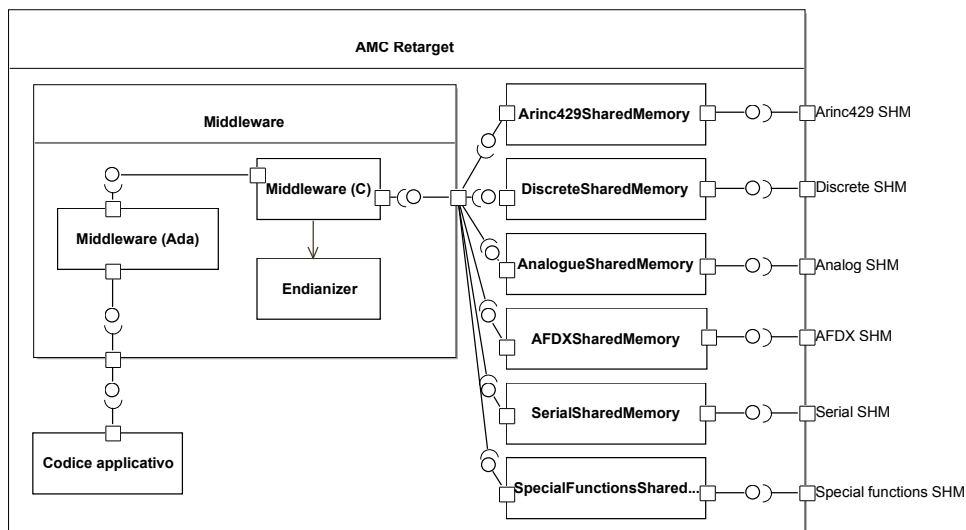 AMC Retarget
Middleware
Arinc429SharedMemory
Arinc429 SHM
Middleware (C)
DiscreteSharedMemory
Discrete SHM
Middleware (Ada)
AnalogueSharedMemory
Analog SHM
Endianizer
AFDXSharedMemory
AFDX SHM
SerialSharedMemory
Serial SHM
Codice applicativo
SpecialFunctionsShared...
Special functions SHM